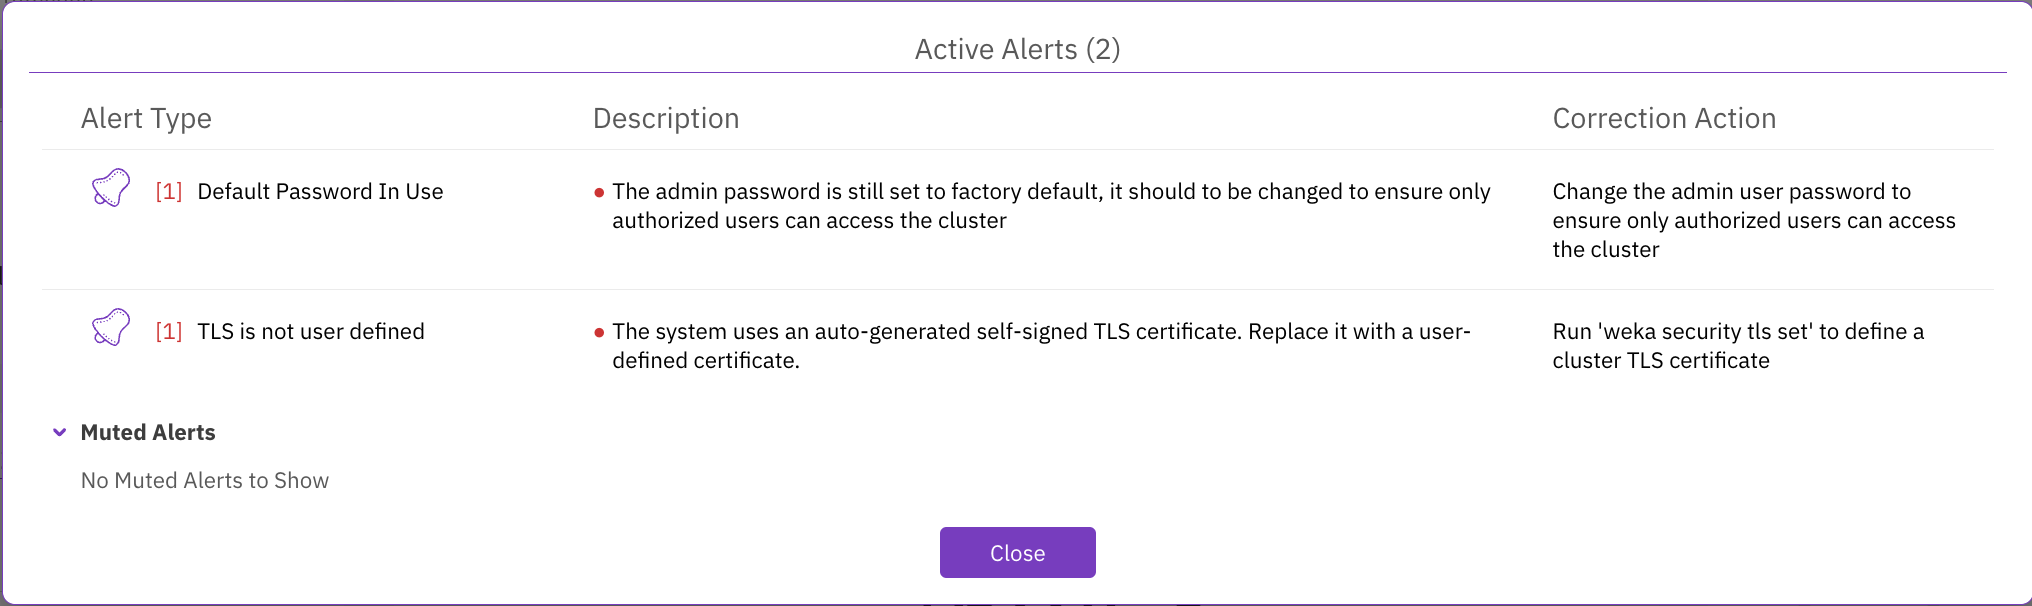 Active Alerts (2)
Alert Type Description Correction Action
[1] Default Password In Use
The admin password is still set to factory default, it should to be changed to ensure only
authorized users can access the cluster
Change the admin user password to
ensure only authorized users can access
the cluster
[1] TLS is not user defined
The system uses an auto-generated self-signed TLS certificate. Replace it with a user-
defined certificate.
Run 'weka security tls set' to define a
cluster TLS certificate
Muted Alerts
No Muted Alerts to Show
Close